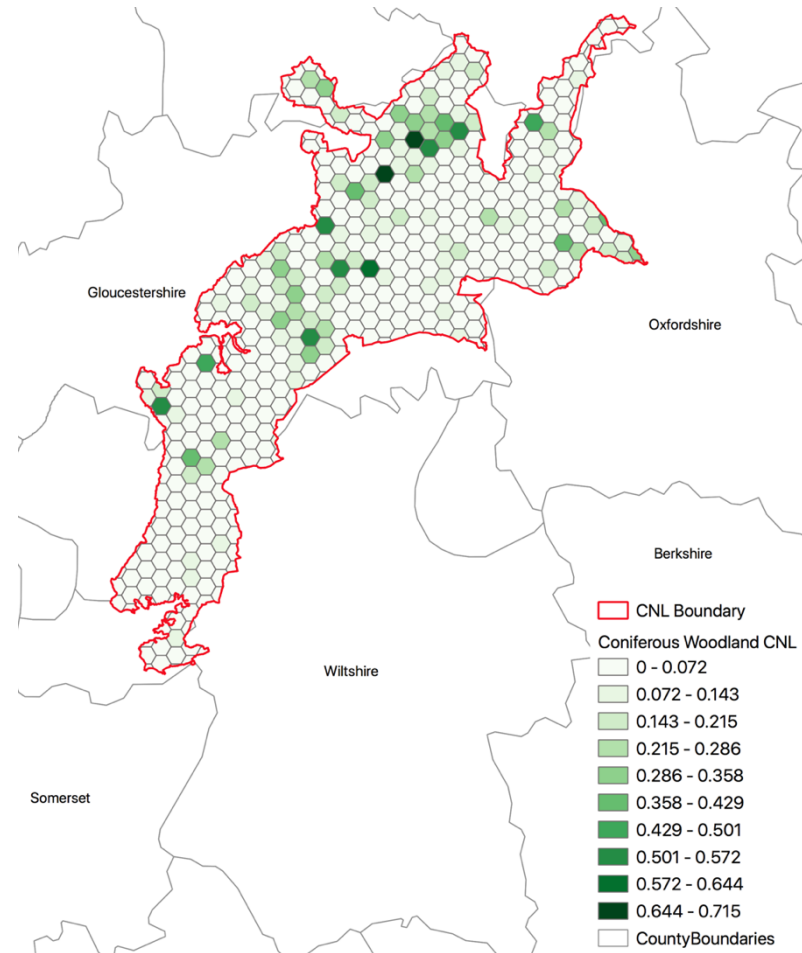 Gloucestershire
Oxfordshire
Berkshire
Wiltshire
Somerset
CNL Boundary
Coniferous Woodland CNL
0 - 0.072
0.072 - 0.143
0.143 - 0.215
0.215 - 0.286
0.286 - 0.358
0.358 - 0.429
0.429 - 0.501
0.501 - 0.572
0.572 - 0.644
0.644 - 0.715
CountyBoundaries